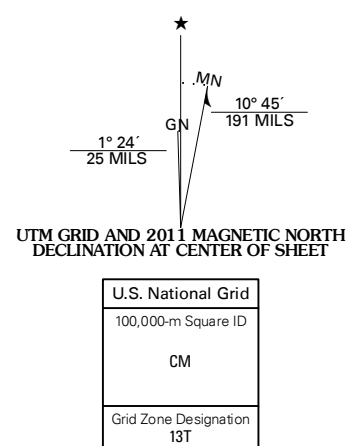 ★
MN
GN
10° 45´
191 MILS
1° 24´
25 MILS
UTM GRID AND 2011 MAGNETIC NORTH
DECLINATION AT CENTER OF SHEET
U.S. National Grid
100,000-m Square ID
CM
Grid Zone Designation
13T